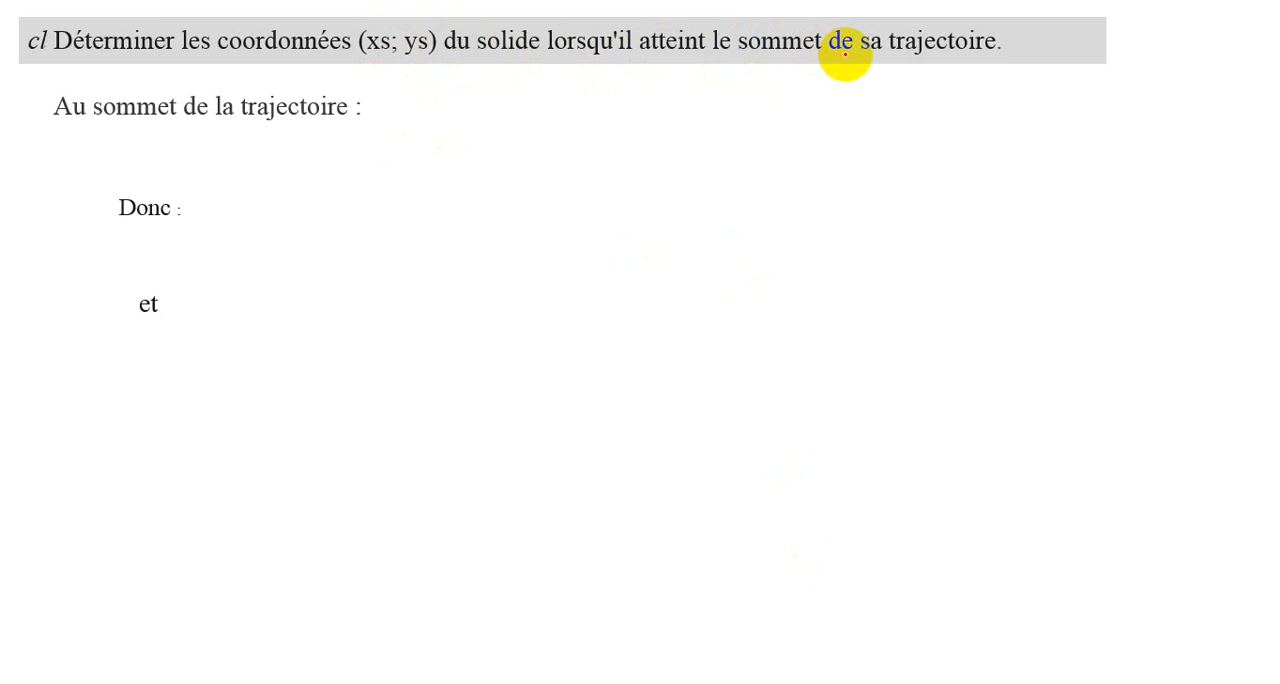 cl Déterminer les coordonnées (xs; ys) du solide lorsqu'il atteint le sommet de sa trajectoire.
Au sommet de la trajectoire :
Donc :
et